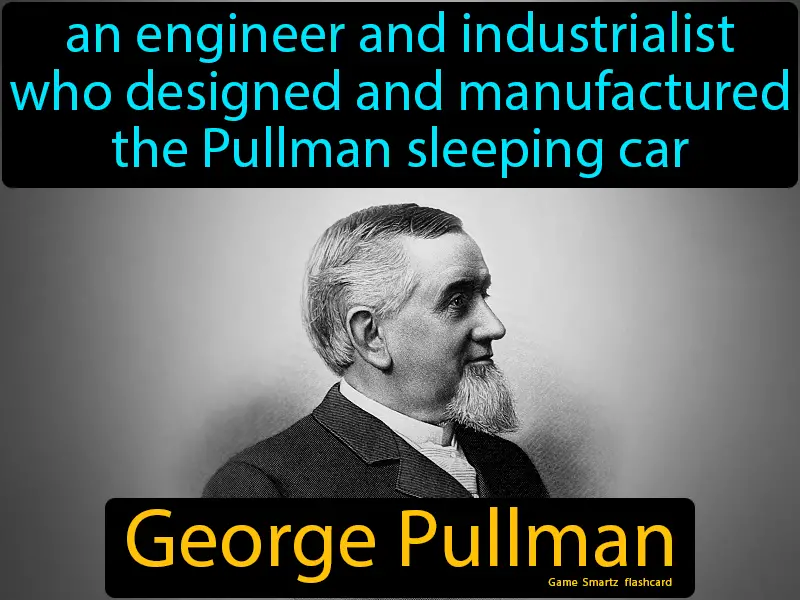 an engineer and industrialist
who designed and manufactured
the Pullman sleeping car
George Pullman
Game Smartz flashcard